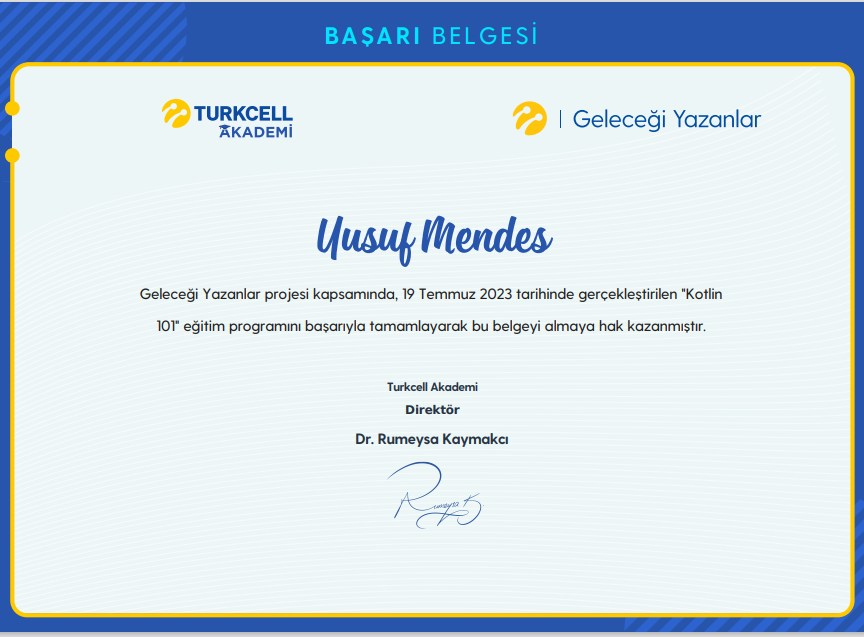 BAŞARI BELGESİ
TURKCELL
AKADEMİ
Geleceği Yazanlar
Yusuf Mendes
Geleceği Yazanlar projesi kapsamında, 19 Temmuz 2023 tarihinde gerçekleştirilen "Kotlin
101" eğitim programını başarıyla tamamlayarak bu belgeyi almaya hak kazanmıştır.
Turkcell Akademi
Direktör
Dr. Rumeysa Kaymakcı
Rumeysa K